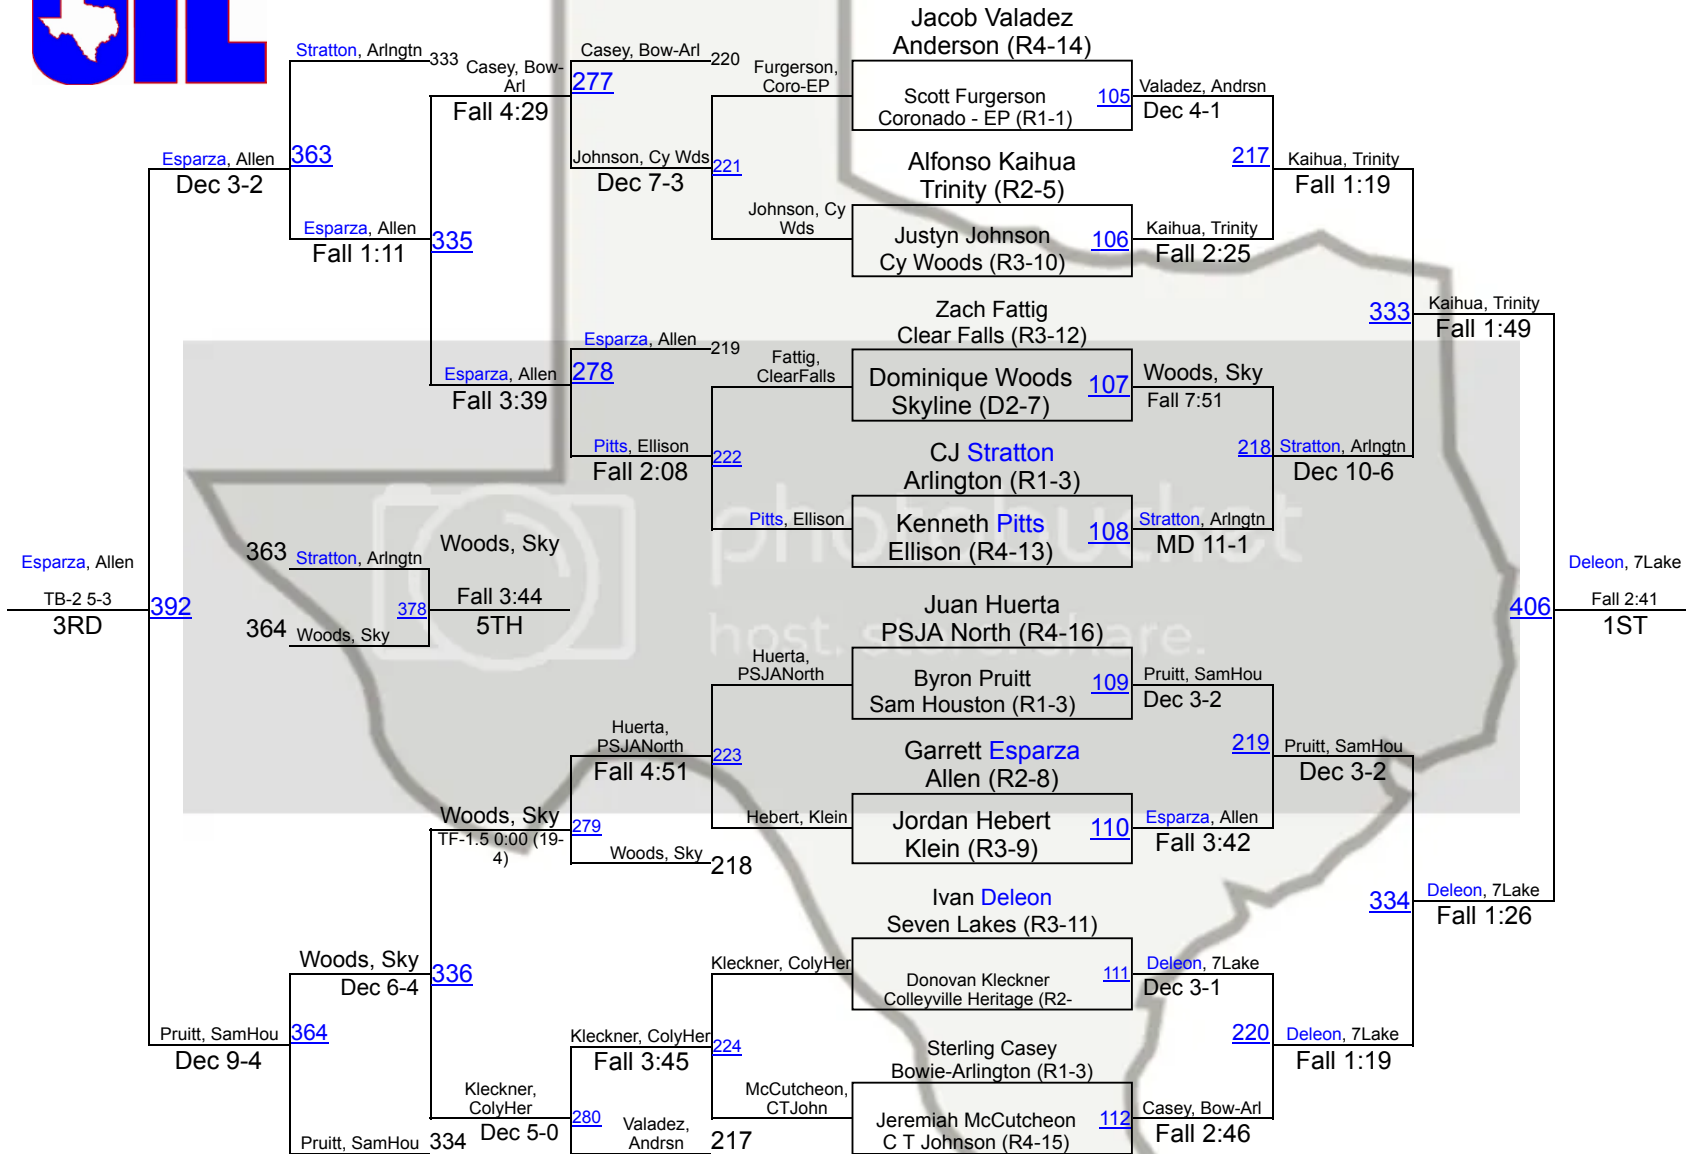 UIL
Jacob Valadez
Anderson (R4-14)
Scott Furgerson
Coronado - EP (R1-1)
105
Alfonso Kaihua
Trinity (R2-5)
Justyn Johnson
Cy Woods (R3-10)
106
Zach Fattig
Clear Falls (R3-12)
Dominique Woods
Skyline (D2-7)
107
CJ Stratton
Arlington (R1-3)
Kenneth Pitts
Ellison (R4-13)
108
Juan Huerta
PSJA North (R4-16)
Byron Pruitt
Sam Houston (R1-3)
109
Garrett Esparza
Allen (R2-8)
Jordan Hebert
Klein (R3-9)
110
Ivan Deleon
Seven Lakes (R3-11)
Donovan Kleckner
Colleyville Heritage (R2-
111
Sterling Casey
Bowie-Arlington (R1-3)
Jeremiah McCutcheon
C T Johnson (R4-15)
112
Valadez, Andrsn
Dec 4-1
217
Kaihua, Trinity
Fall 2:25
Kaihua, Trinity
Fall 1:19
Woods, Sky
Fall 7:51
218
Stratton, Arlngtn
MD 11-1
Stratton, Arlngtn
Dec 10-6
333
Kaihua, Trinity
Fall 1:49
Pruitt, SamHou
Dec 3-2
219
Esparza, Allen
Fall 3:42
Pruitt, SamHou
Dec 3-2
Deleon, 7Lake
Dec 3-1
220
Casey, Bow-Arl
Fall 2:46
Deleon, 7Lake
Fall 1:19
334
Deleon, 7Lake
Fall 1:26
406
Deleon, 7Lake
Fall 2:41
1ST
Furgerson,
Coro-EP
221
Johnson, Cy
Wds
Fattig,
ClearFalls
222
Pitts, Ellison
Huerta,
PSJANorth
223
Hebert, Klein
Kleckner, ColyHer
224
McCutcheon,
CTJohn
Casey, Bow-Arl
220
277
Johnson, Cy Wds
Dec 7-3
Esparza, Allen
219
278
Pitts, Ellison
Fall 2:08
Huerta,
PSJANorth
Fall 4:51
279
Woods, Sky
218
Kleckner, ColyHer
Fall 3:45
280
Valadez,
Andrsn
217
Casey, Bow-
Arl
Fall 4:29
335
Esparza, Allen
Fall 3:39
Woods, Sky
TF-1.5 0:00 (19-
4)
336
Kleckner,
ColyHer
Dec 5-0
Stratton, Arlngtn
333
363
Esparza, Allen
Fall 1:11
Woods, Sky
Dec 6-4
364
Pruitt, SamHou
334
Esparza, Allen
Dec 3-2
392
Pruitt, SamHou
Dec 9-4
Esparza, Allen
TB-2 5-3
3RD
363
Stratton, Arlngtn
378
364
Woods, Sky
Woods, Sky
Fall 3:44
5TH
photobucket
host. store. share.